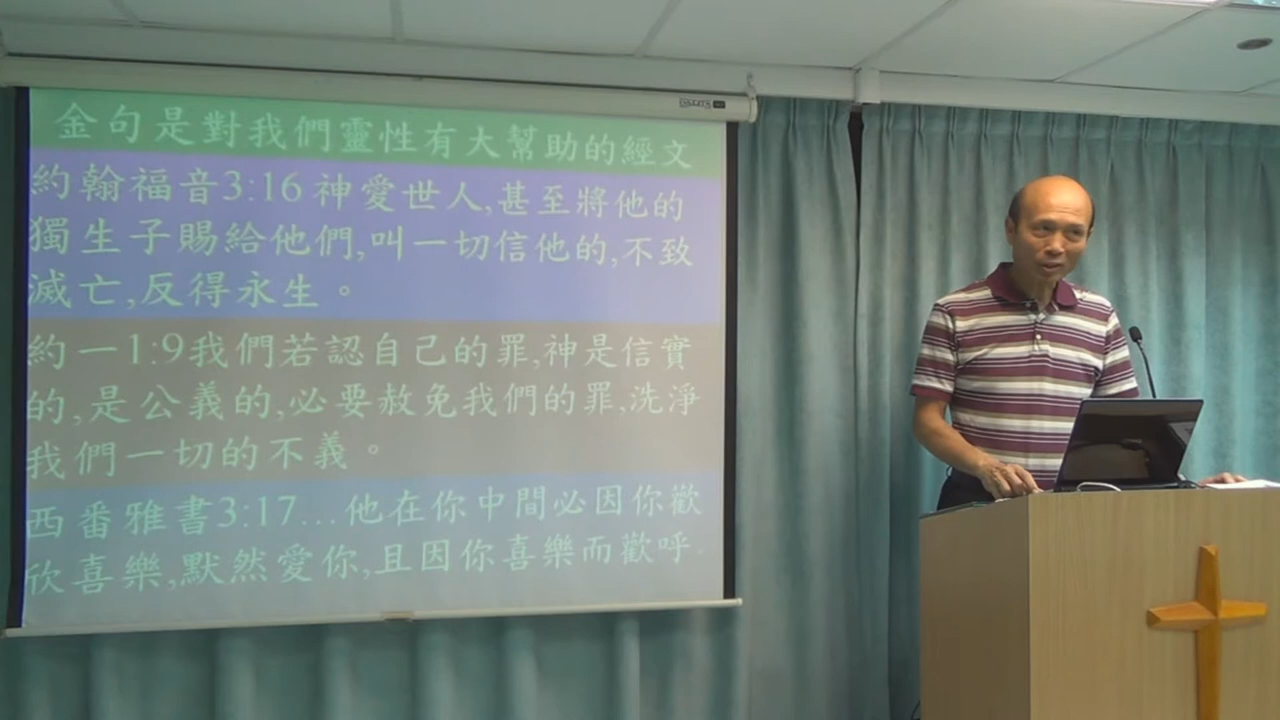 金句是對我們靈性有大幫助的經文
約翰福音3:16神愛世人,甚至將他的
獨生子賜給他們,叫一切信他的,不致
滅亡,反得永生。
約一1:9我們若認自己的罪,神是信實
的,是公義的,必要赦免我們的罪,洗淨
我們一切的不義。
西番雅書3:17...他在你中間必因你歡
欣喜樂,默然愛你,且因你喜樂而歡呼